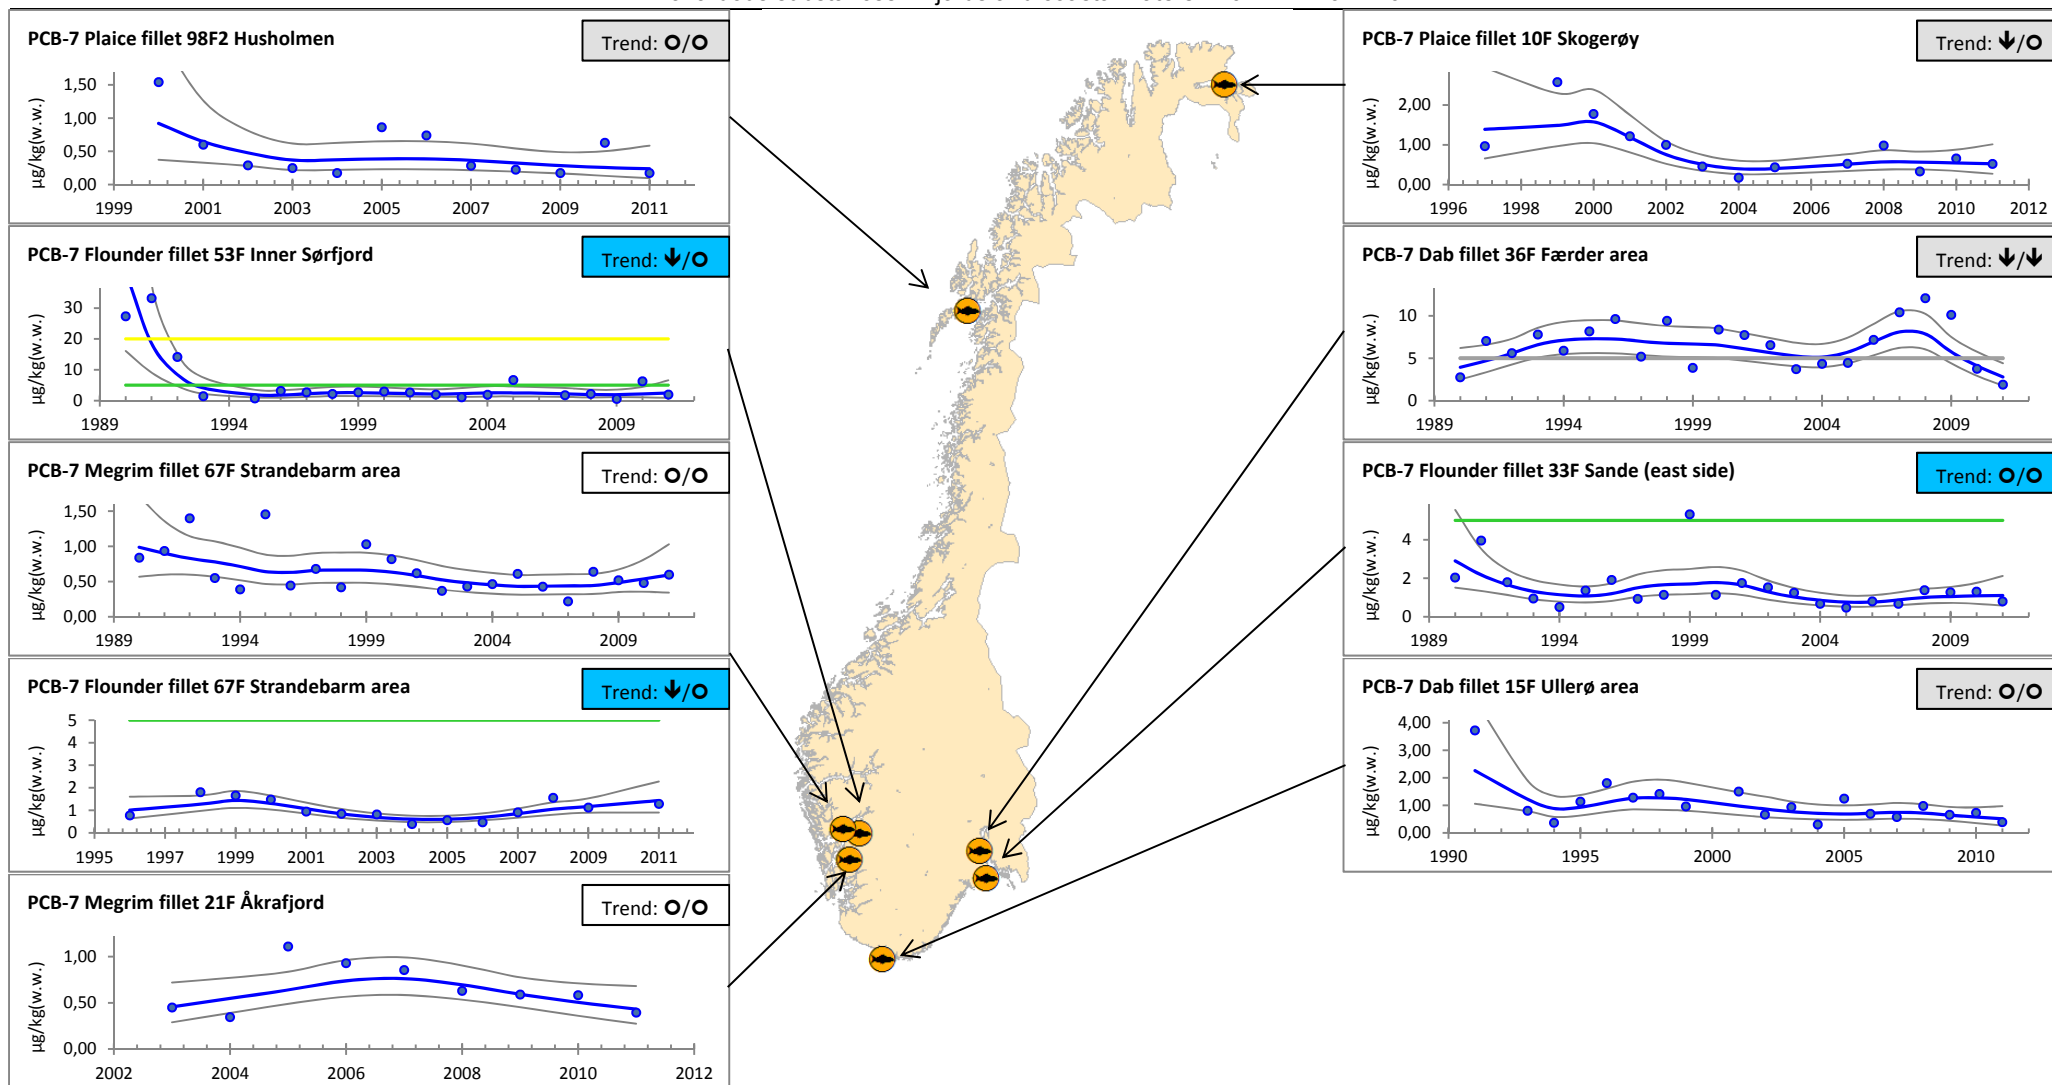 PCB-7 Plaice fillet 98F2 Husholmen
Trend: O/O
µg/kg(w.w.)
1,50
1,00
0,50
0,00
1999 2001 2003 2005 2007 2009 2011
PCB-7 Flounder fillet 53F Inner Sørfjord
Trend: 🡻/O
µg/kg(w.w.)
30
20
10
0
1989 1994 1999 2004 2009
PCB-7 Megrim fillet 67F Strandebarm area
Trend: O/O
µg/kg(w.w.)
1,50
1,00
0,50
0,00
1989 1994 1999 2004 2009
PCB-7 Flounder fillet 67F Strandebarm area
Trend: 🡻/O
µg/kg(w.w.)
5
4
3
2
1
0
1995 1997 1999 2001 2003 2005 2007 2009 2011
PCB-7 Megrim fillet 21F Åkrafjord
Trend: O/O
µg/kg(w.w.)
1,00
0,50
0,00
2002 2004 2006 2008 2010 2012
PCB-7 Plaice fillet 10F Skogerøy
Trend: 🡻/O
µg/kg(w.w.)
2,00
1,00
0,00
1996 1998 2000 2002 2004 2006 2008 2010 2012
PCB-7 Dab fillet 36F Færder area
Trend: 🡻/🡻
µg/kg(w.w.)
10
5
0
1989 1994 1999 2004 2009
PCB-7 Flounder fillet 33F Sande (east side)
Trend: O/O
µg/kg(w.w.)
4
2
0
1989 1994 1999 2004 2009
PCB-7 Dab fillet 15F Ullerø area
Trend: O/O
µg/kg(w.w.)
4,00
3,00
2,00
1,00
0,00
1990 1995 2000 2005 2010